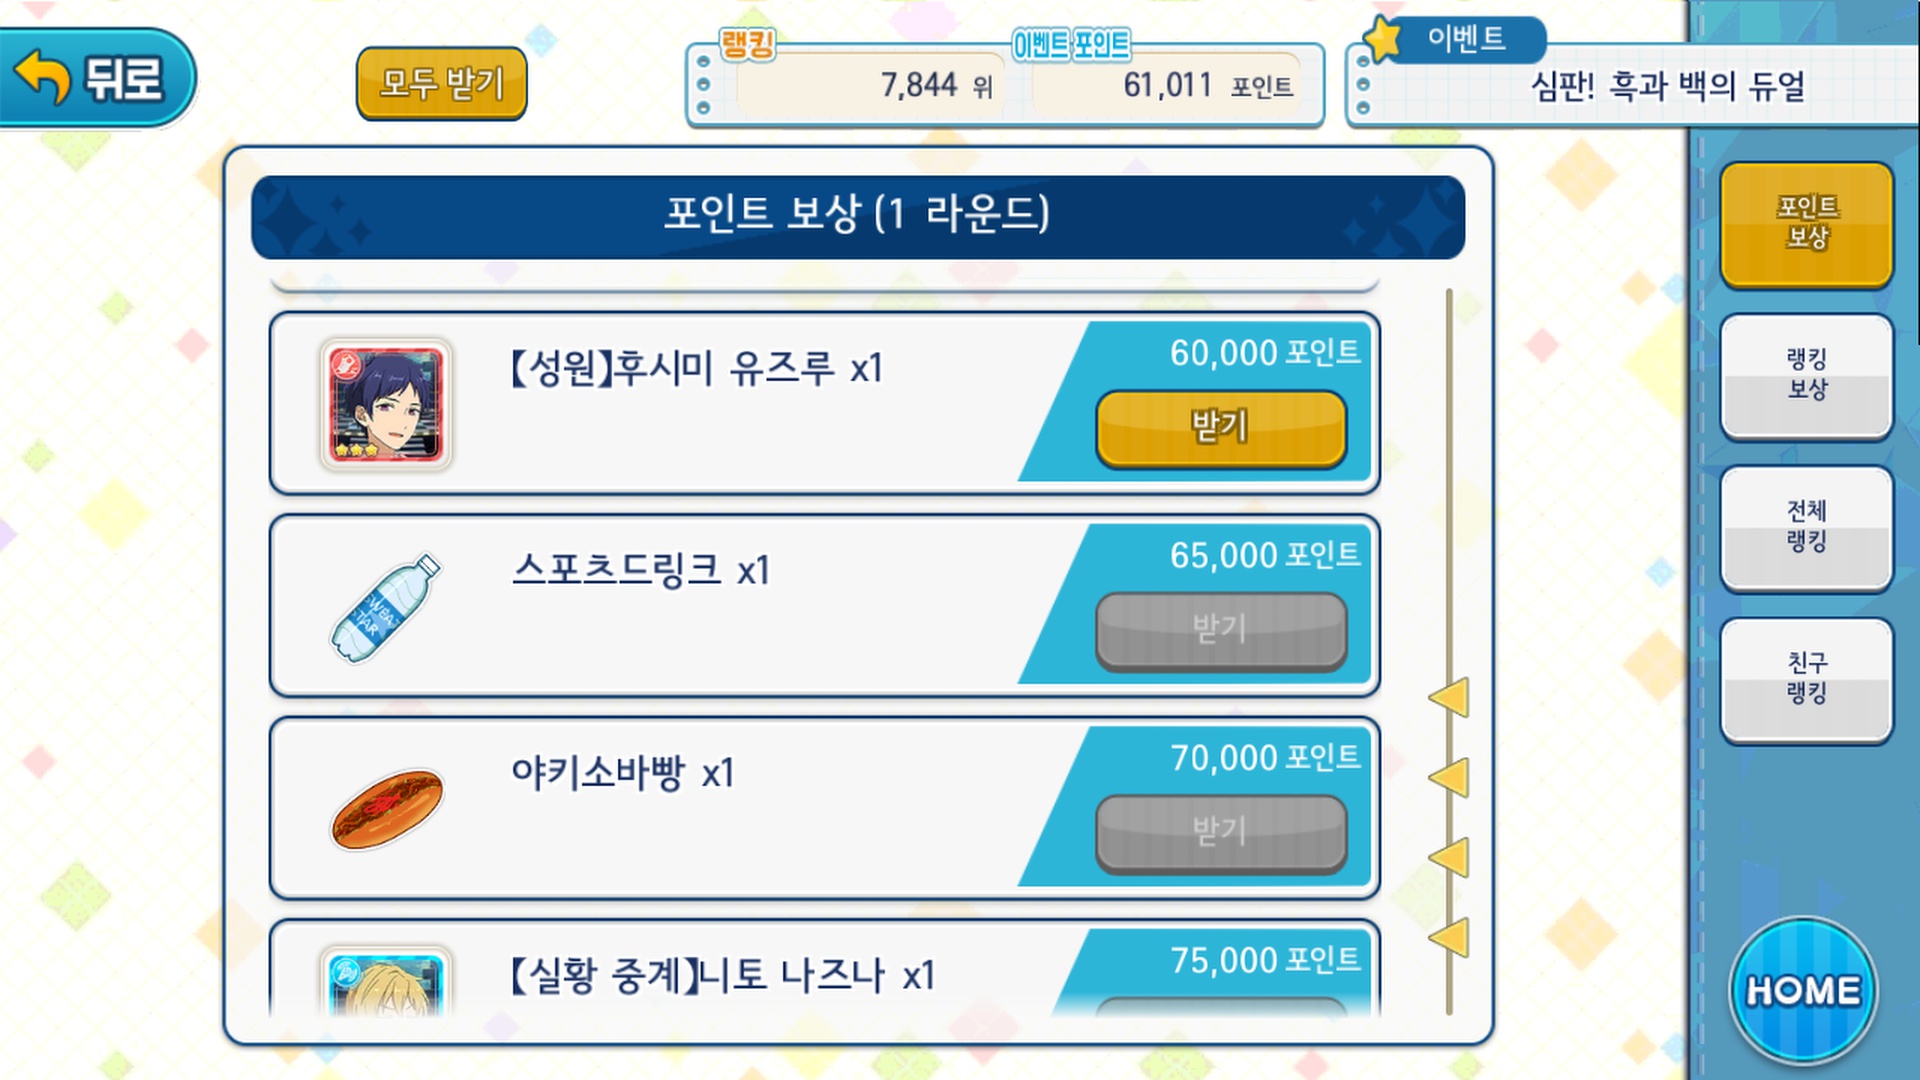 뒤로
모두 받기
랭킹
7,844 위
이벤트 포인트
61,011 포인트
이벤트
심판! 흑과 백의 듀얼
포인트 보상 (1 라운드)
【성원】후시미 유즈루 x1
60,000 포인트
받기
스포츠드링크 x1
65,000 포인트
받기
야키소바빵 x1
70,000 포인트
받기
【실황 중계】니토 나즈나 x1
75,000 포인트
포인트
보상
랭킹
보상
전체
랭킹
친구
랭킹
HOME